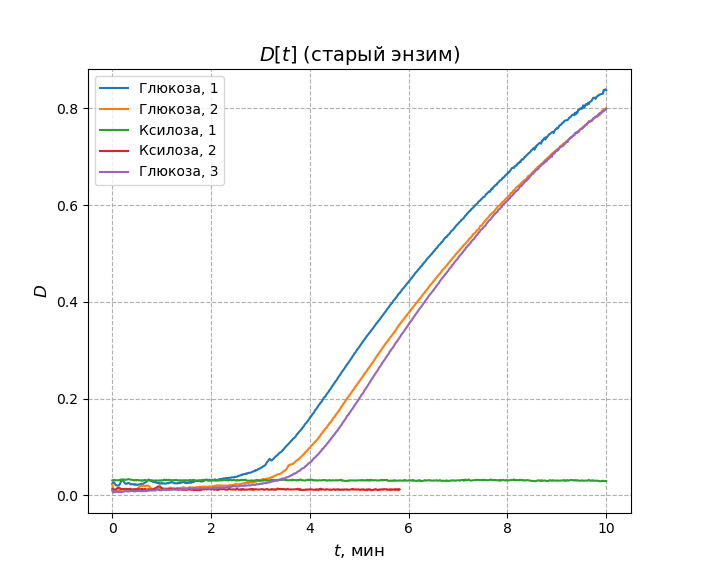 D[t] (старый энзим)
Глюкоза, 1
Глюкоза, 2
Ксилоза, 1
Ксилоза, 2
Глюкоза, 3
0.8
0.6
0.4
0.2
0.0
D
0 2 4 6 8 10
t, мин